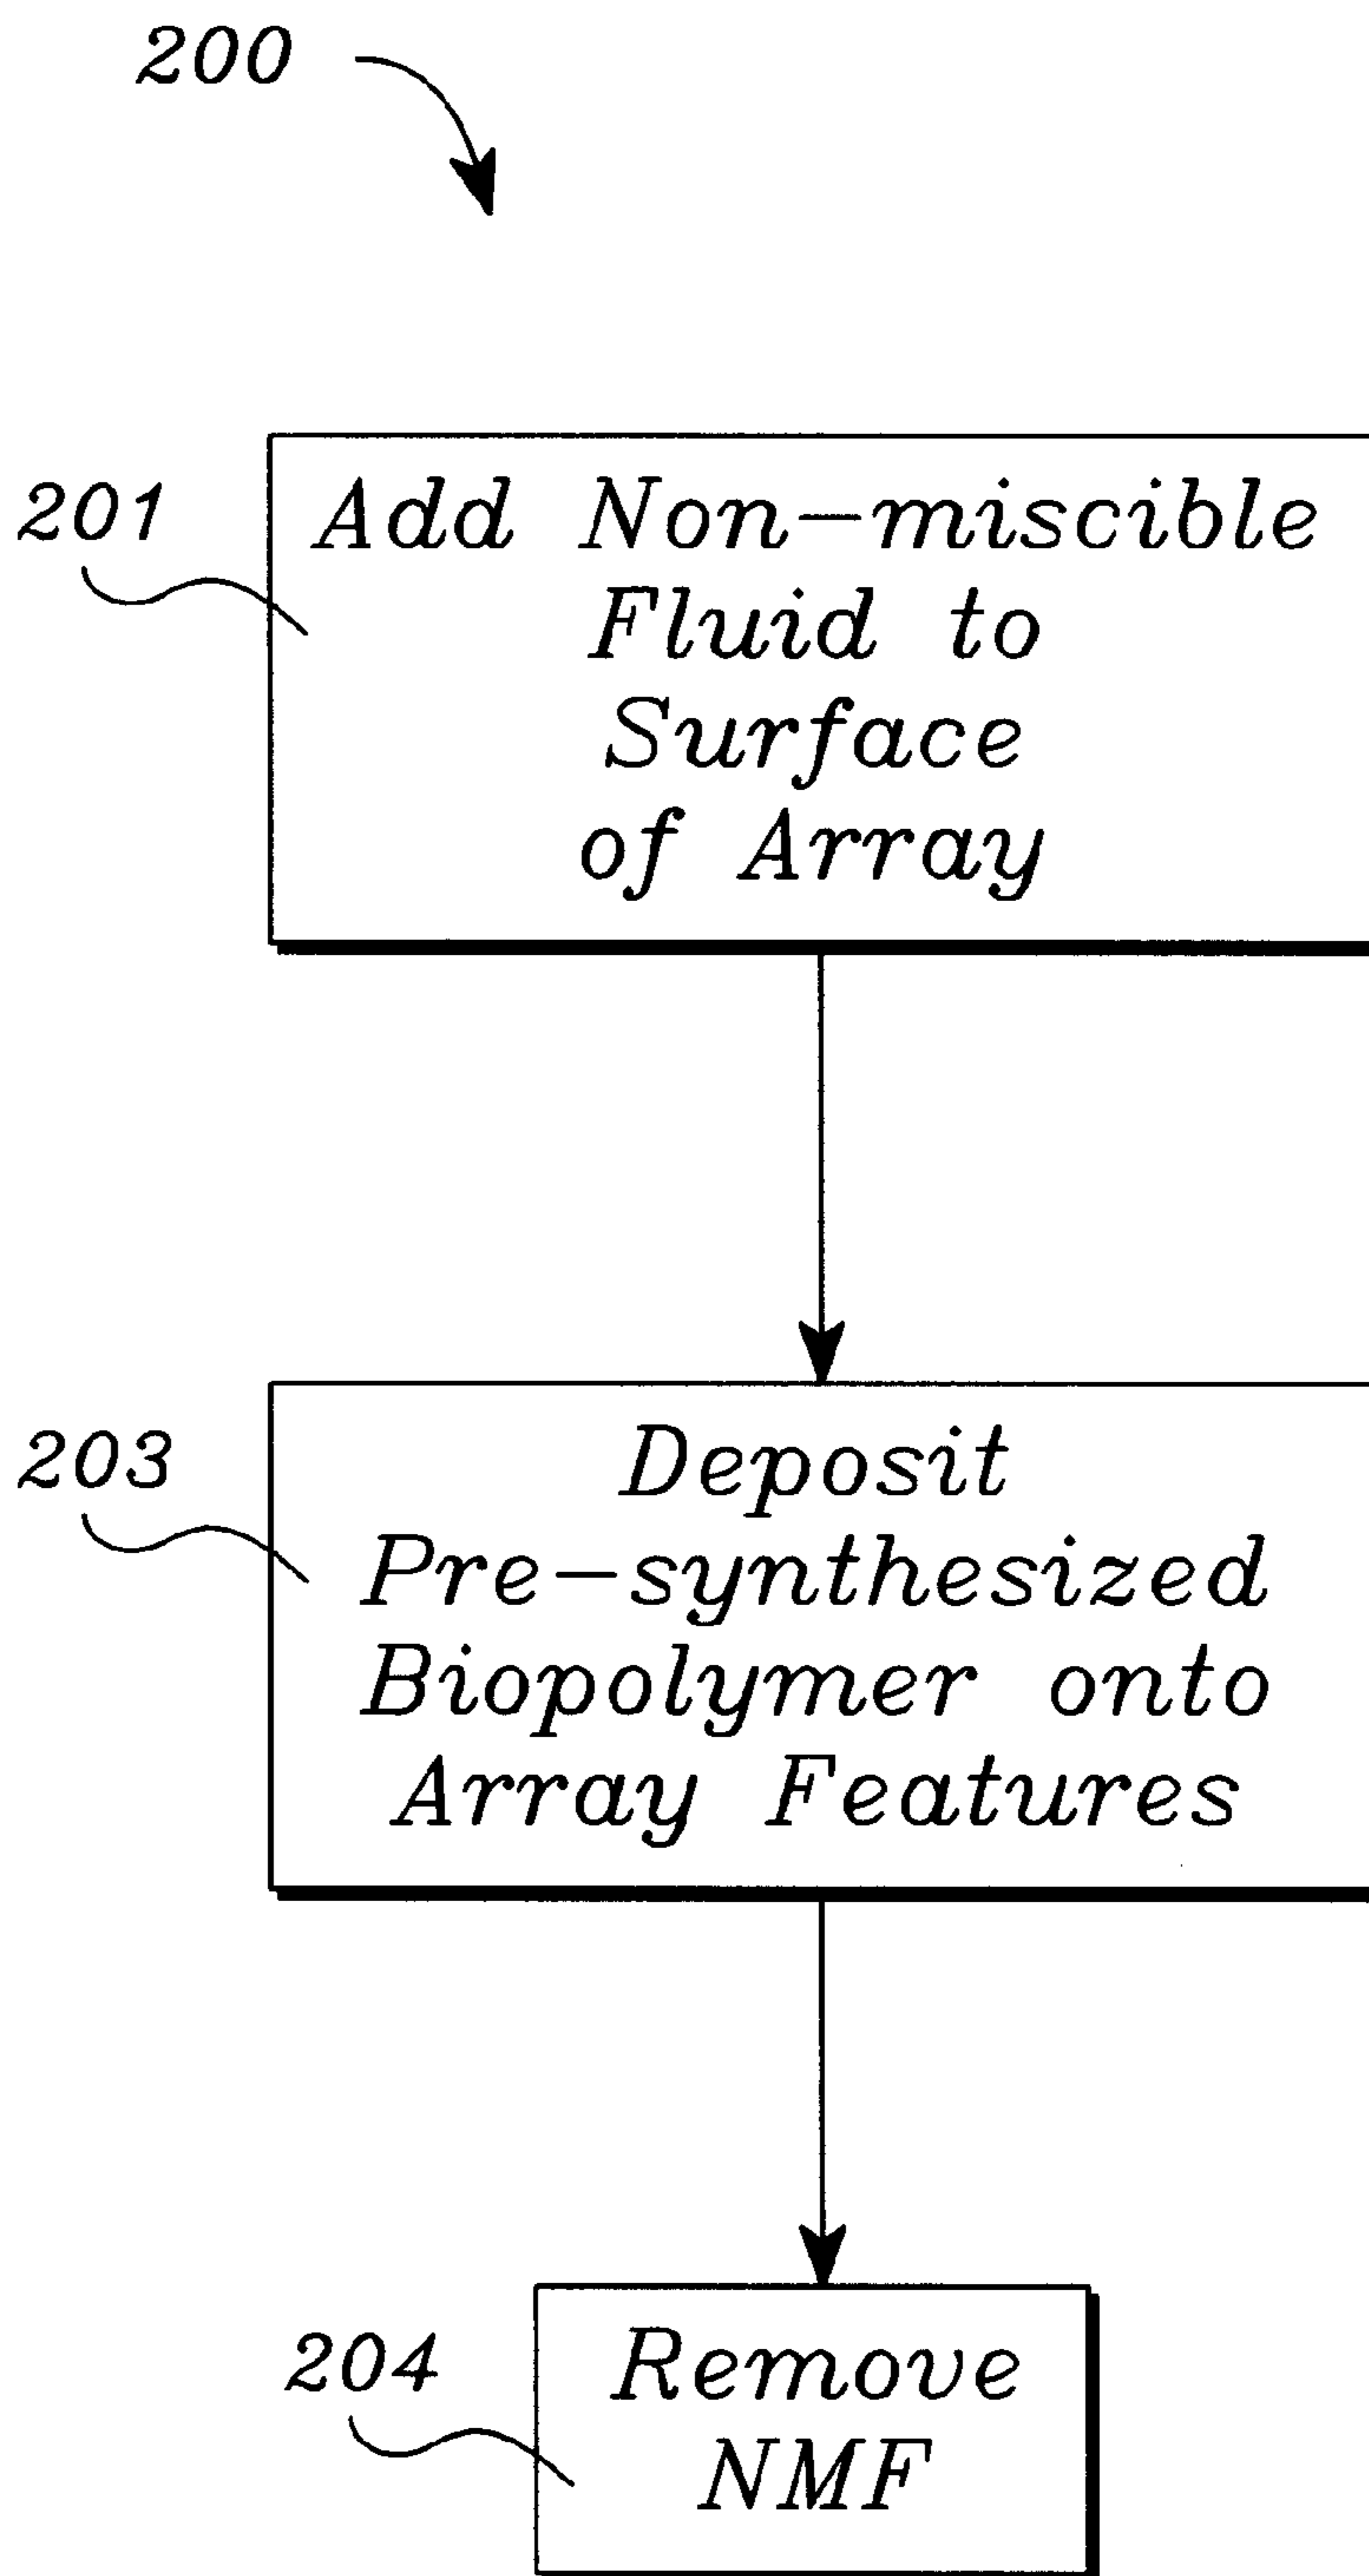 200
201
Add Non-miscible
Fluid to
Surface
of Array
203
Deposit
Pre-synthesized
Biopolymer onto
Array Features
204
Remove
NMF